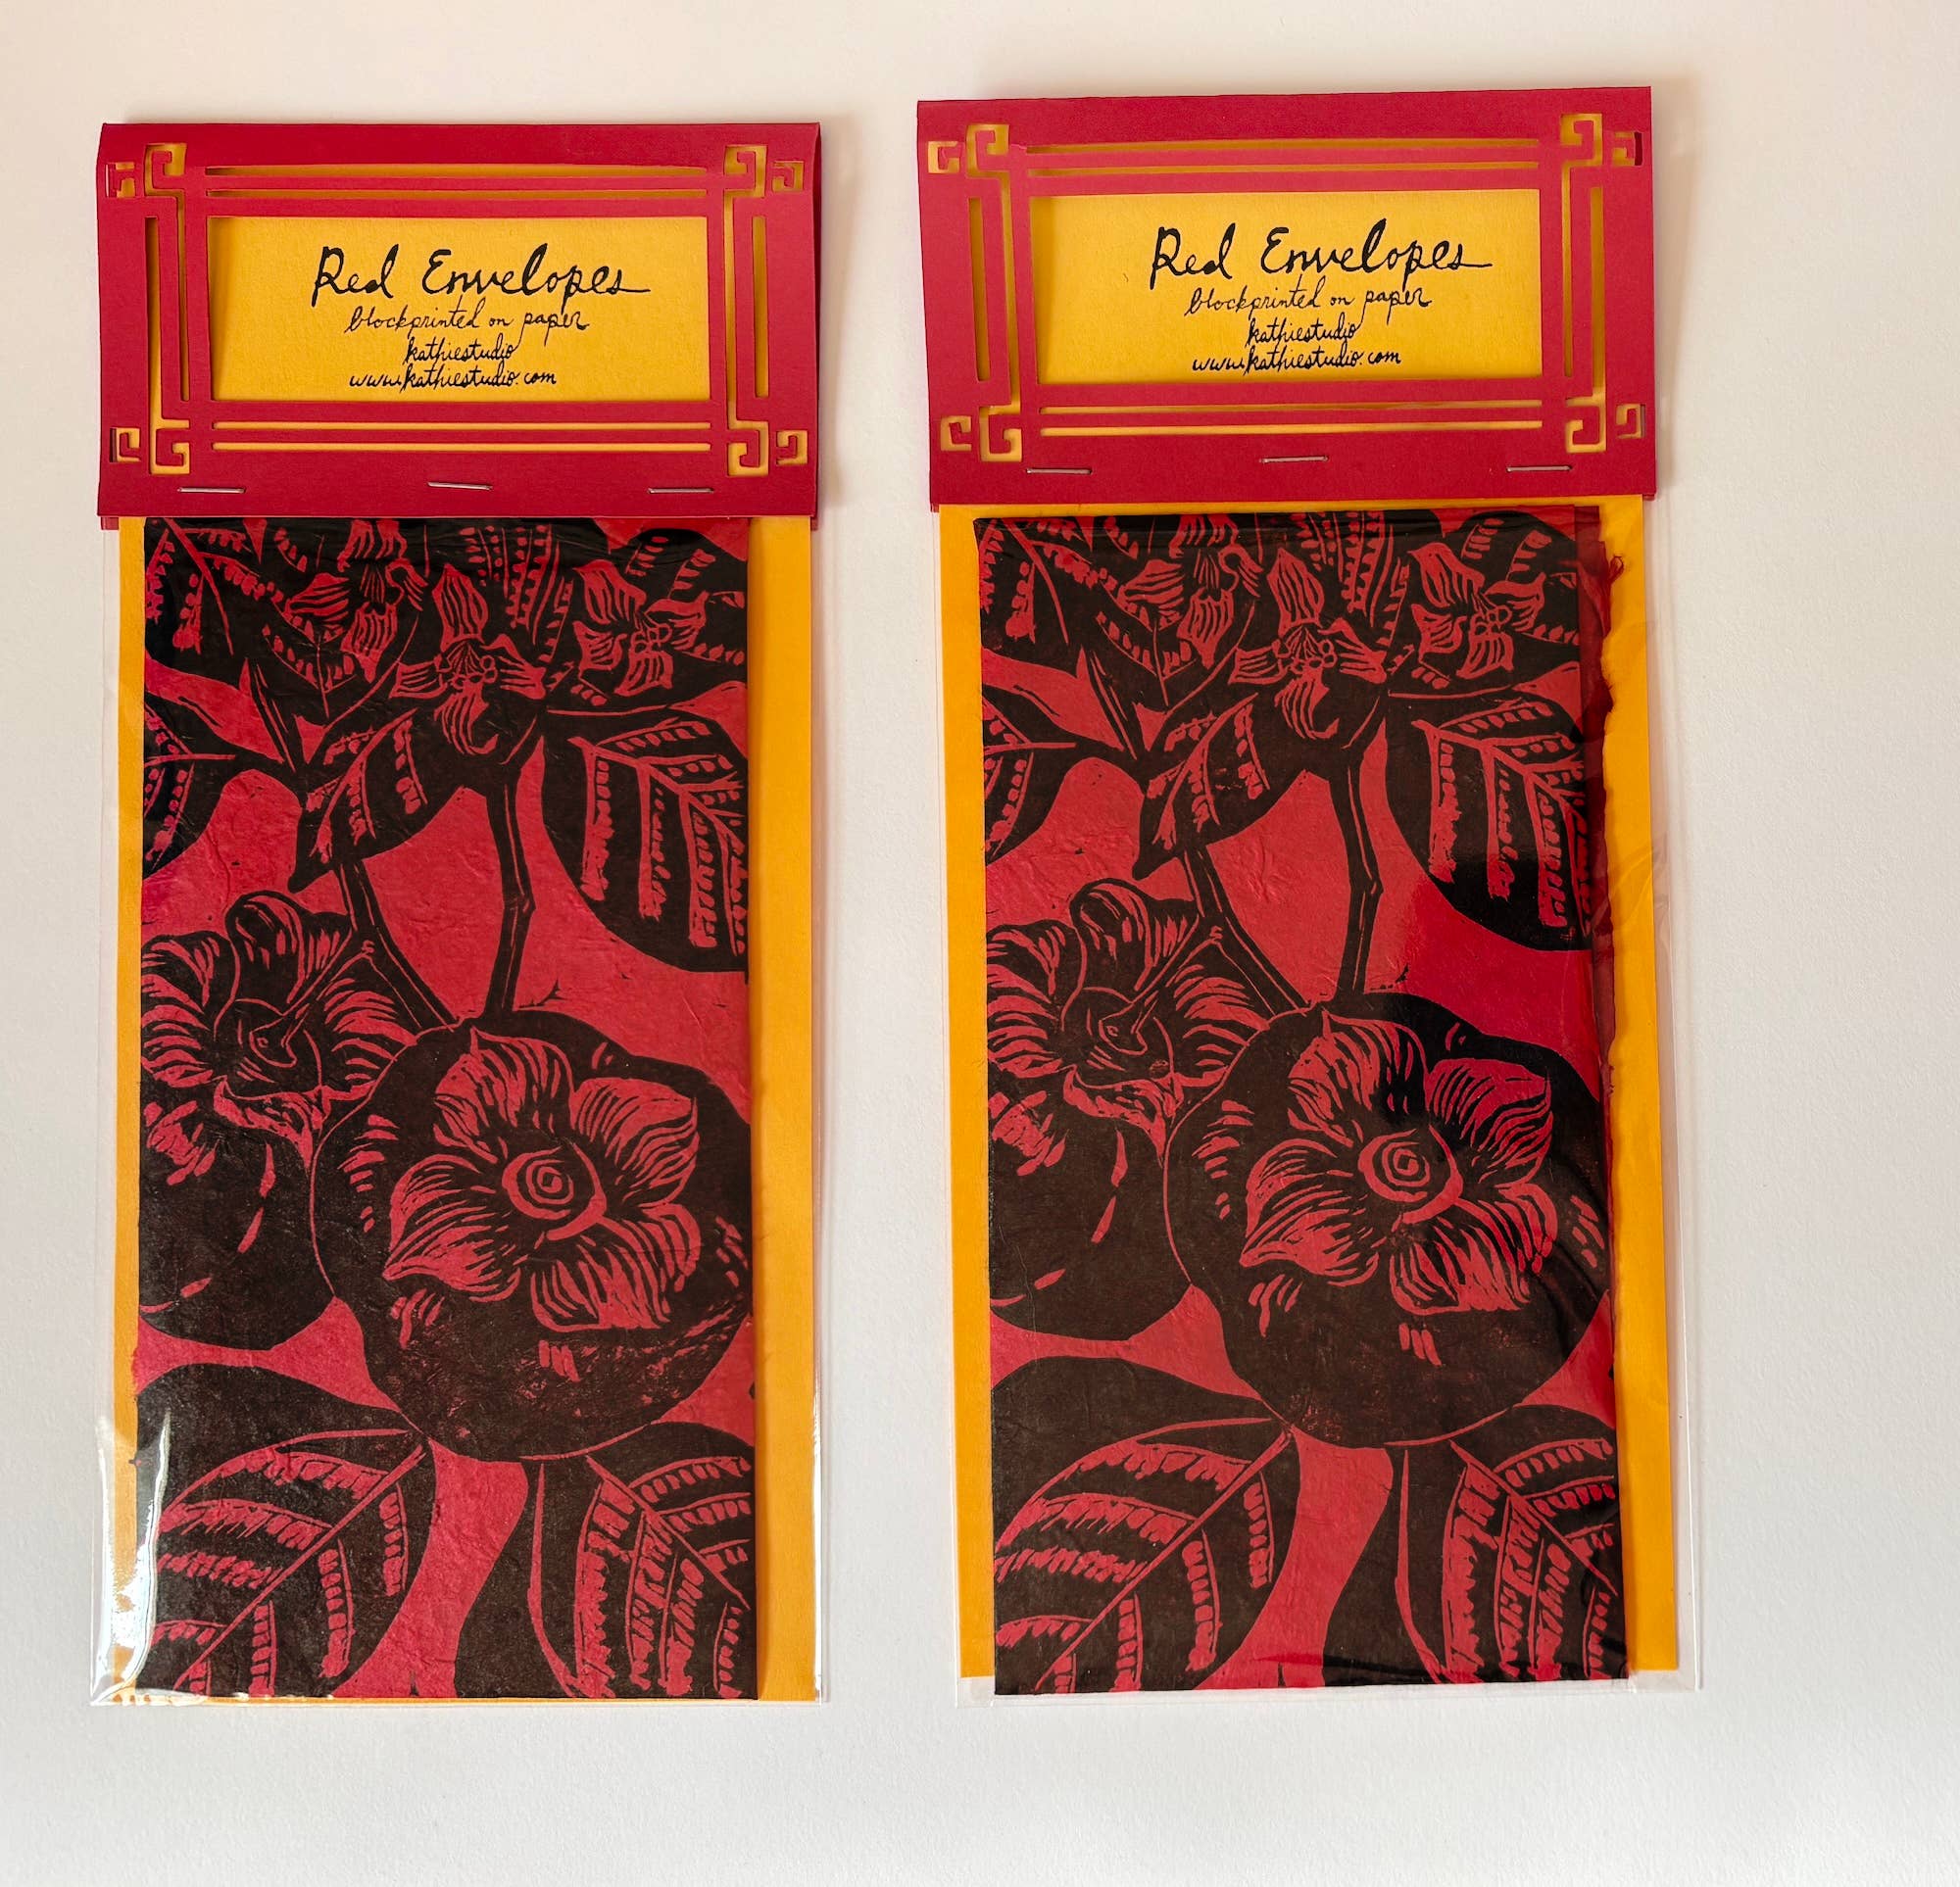 Red Envelopes
blockprinted on paper
kathiestudio
www.kathiestudio.com
Red Envelopes
blockprinted on paper
kathiestudio
www.kathiestudio.com